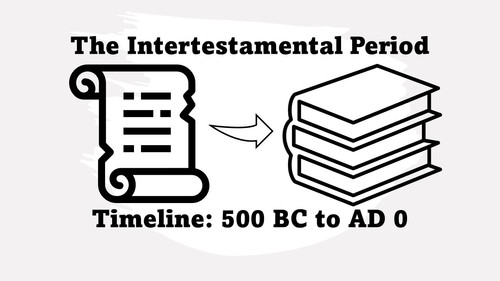 The Intertestamental Period
Timeline: 500 BC to AD 0